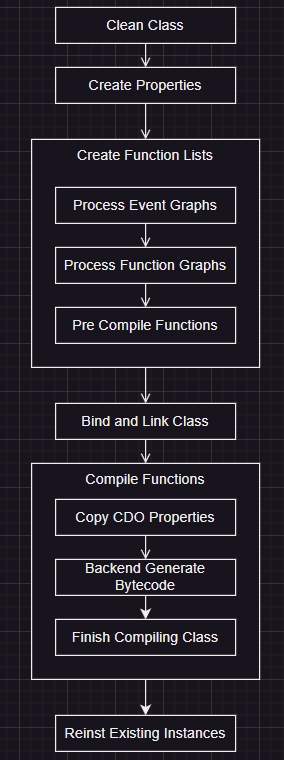 Clean Class
Create Properties
Create Function Lists
Process Event Graphs
Process Function Graphs
Pre Compile Functions
Bind and Link Class
Compile Functions
Copy CDO Properties
Backend Generate
Bytecode
Finish Compiling Class
Reinst Existing Instances